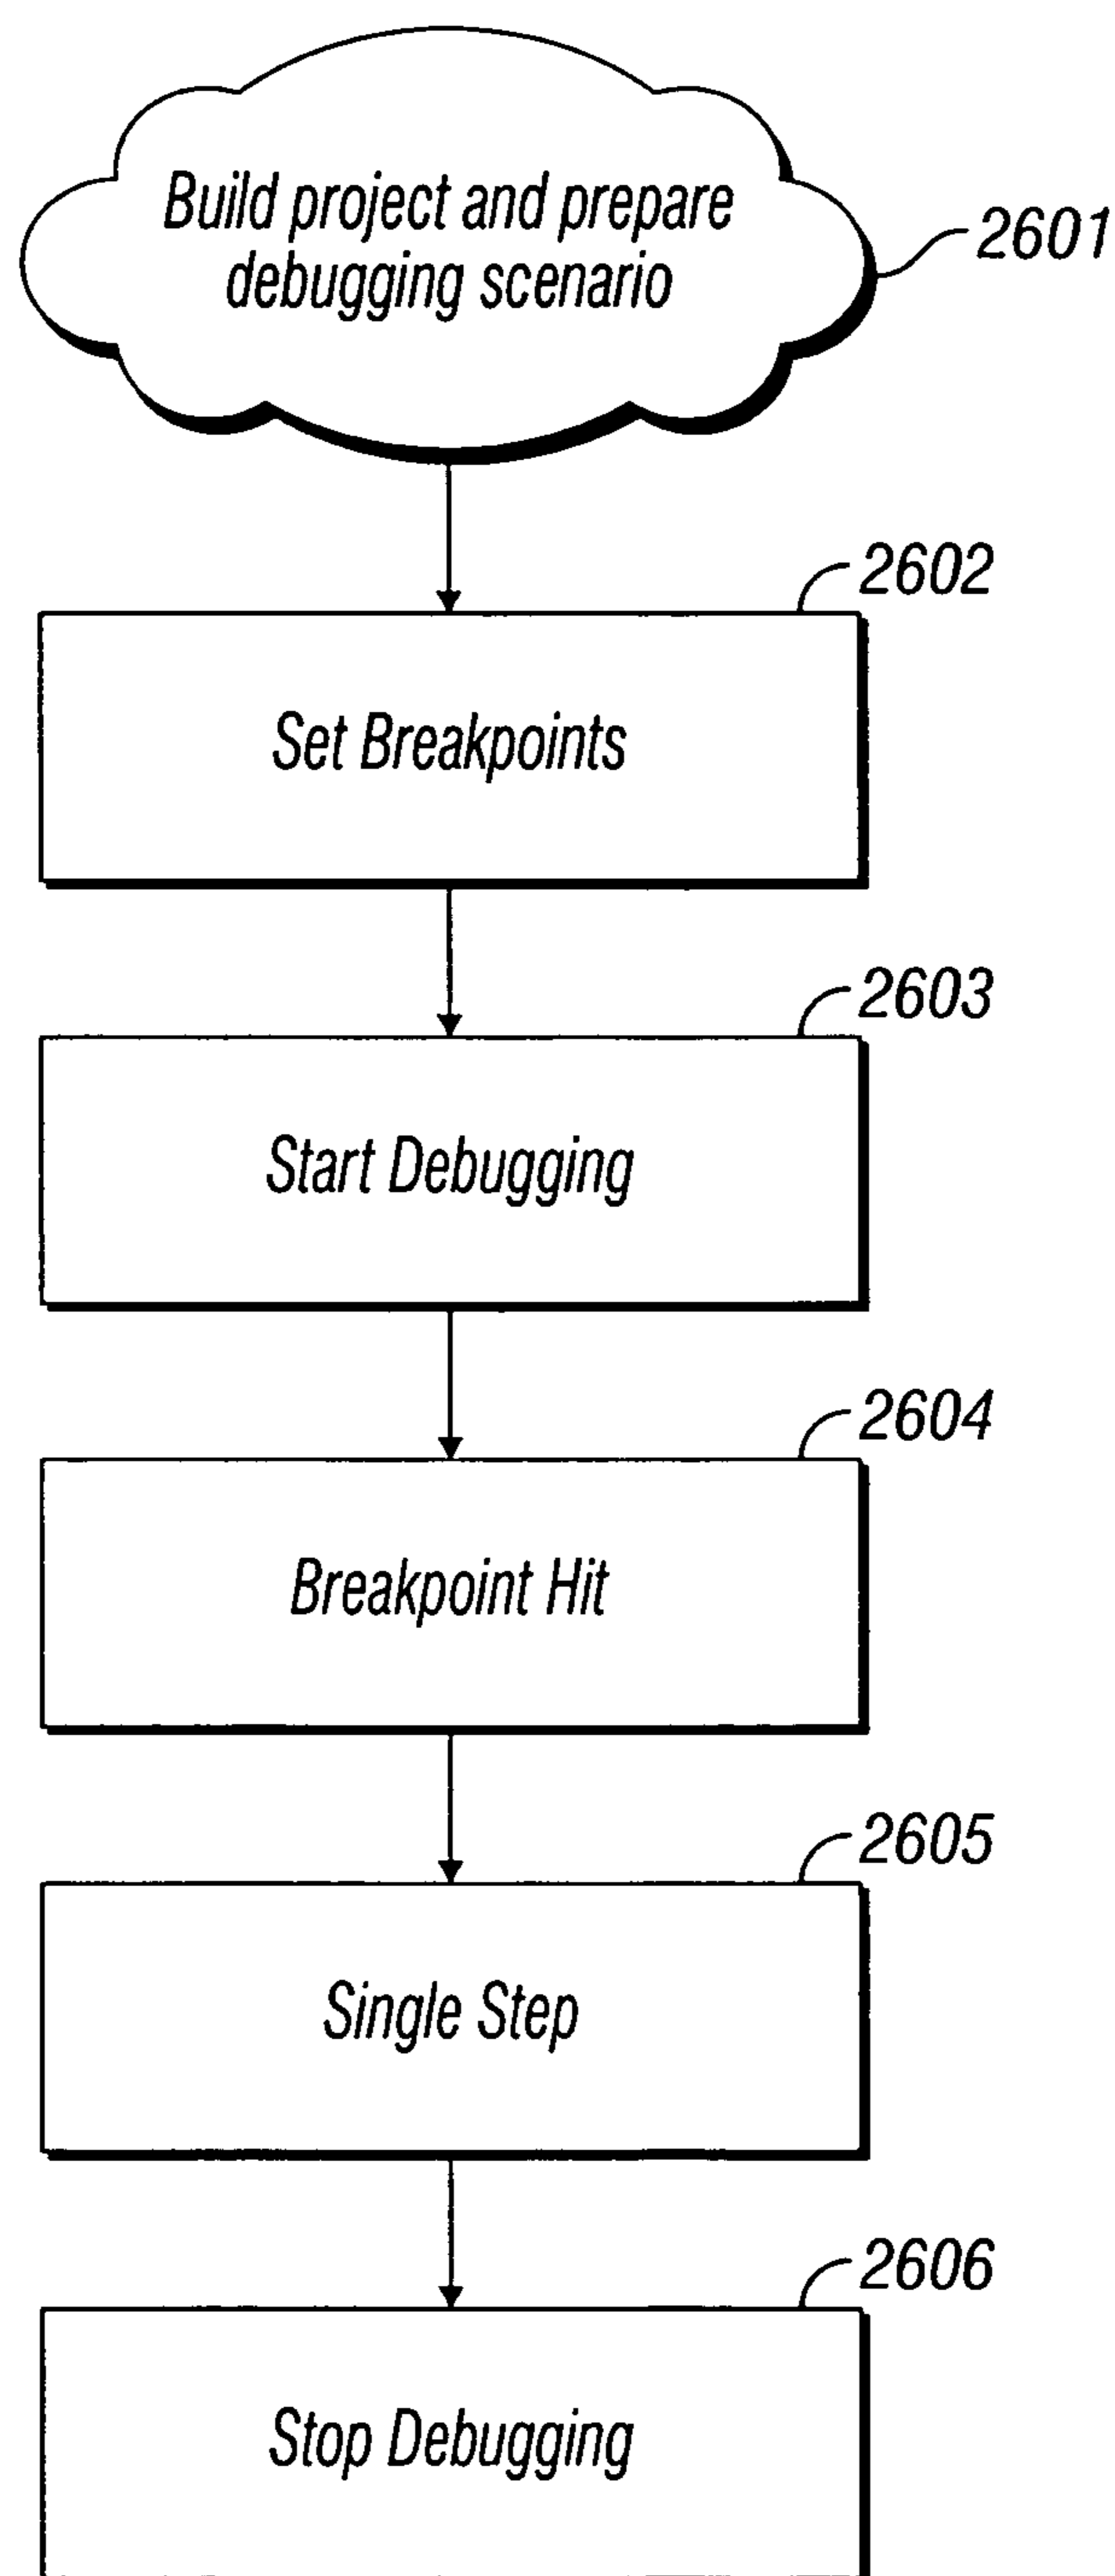 Build project and prepare
debugging scenario
2601
2602
Set Breakpoints
2603
Start Debugging
2604
Breakpoint Hit
2605
Single Step
2606
Stop Debugging